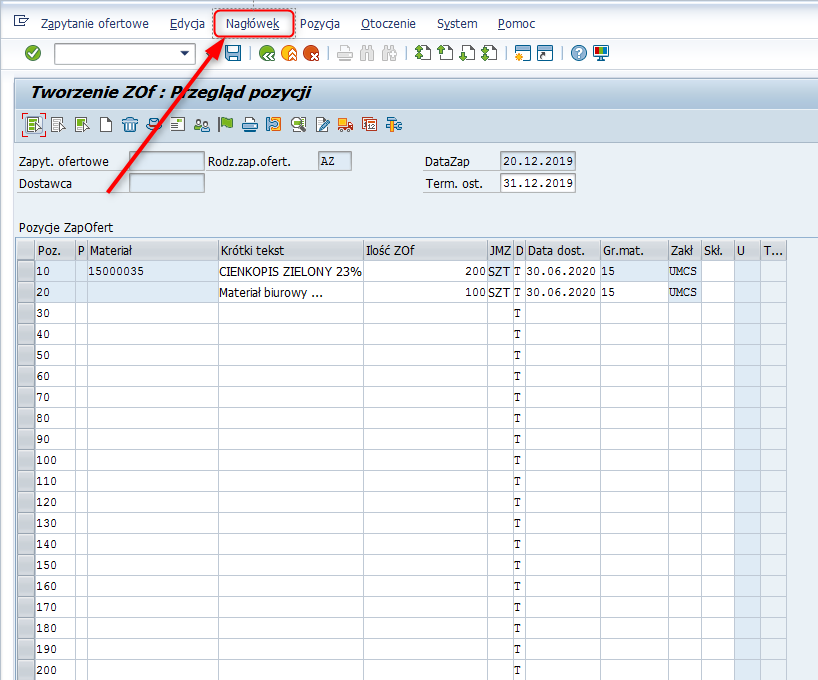 Zapytanie ofertowe Edycja Nagłówek Pozycja Otoczenie System Pomoc
Tworzenie ZOf : Przegląd pozycji
Zapyt. ofertowe Rodz.zap.ofert. AZ DataZap 20.12.2019
Dostawca Term. ost. 31.12.2019
Pozycje ZapOfert
Poz. P Materiał Krótki tekst Ilość ZOf JMZ D Data dost. Gr.mat. Zakł Skł. U T...
10 15000035 CIENKOPIS ZIELONY 23% 200 SZT T 30.06.2020 15 UMCS
20 Materiał biurowy ... 100 SZT T 30.06.2020 15 UMCS
30 T
40 T
50 T
60 T
70 T
80 T
90 T
100 T
110 T
120 T
130 T
140 T
150 T
160 T
170 T
180 T
190 T
200 T